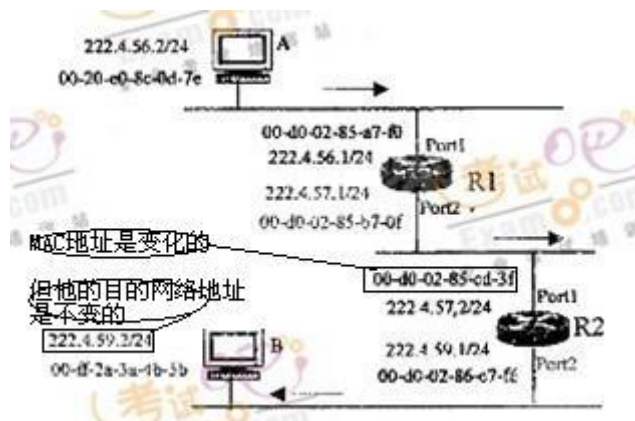 222.4.56.2/24
A
00-20-e0-8c-0d-7e
00-d0-02-85-a7-f0
Port1
222.4.56.1/24
R1
222.4.57.1/24
Port2
00-d0-02-85-b7-0f
MAC地址是变化的
00-d0-02-85-cd-3f
但他的目的网络地址
是不变的
222.4.57.2/24
Port1
R2
222.4.59.2/24
B
222.4.59.1/24
00-ff-2a-3a-4b-5b
00-d0-02-86-c7-ff
Port2
考试